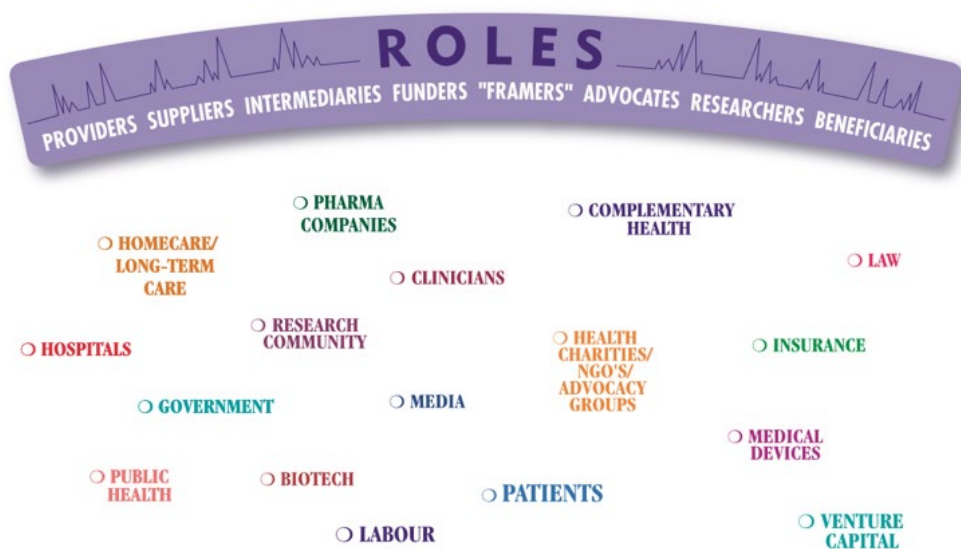 ROLES
PROVIDERS SUPPLIERS INTERMEDIARIES FUNDERS "FRAMERS" ADVOCATES RESEARCHERS BENEFICIARIES
PHARMA
COMPANIES
COMPLEMENTARY
HEALTH
HOMECARE/
LONG-TERM
CARE
LAW
CLINICIANS
RESEARCH
COMMUNITY
HOSPITALS
HEALTH
CHARITIES/
NGO'S/
ADVOCACY
GROUPS
INSURANCE
GOVERNMENT
MEDIA
MEDICAL
DEVICES
PUBLIC
HEALTH
BIOTECH
PATIENTS
LABOUR
VENTURE
CAPITAL